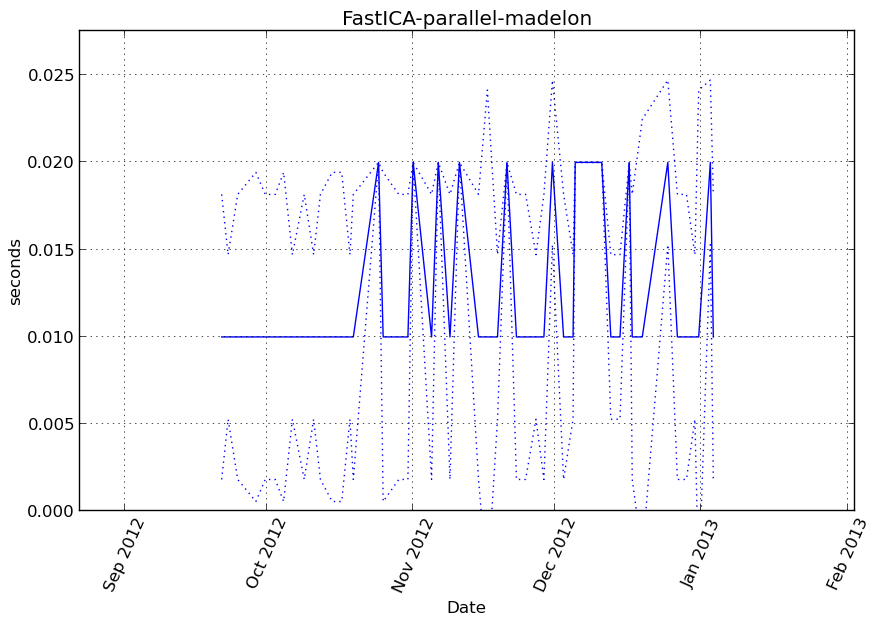 FastICA-parallel-madelon
0.025
0.020
0.015
0.010
0.005
0.000
seconds
Sep 2012
Oct 2012
Nov 2012
Dec 2012
Jan 2013
Feb 2013
Date